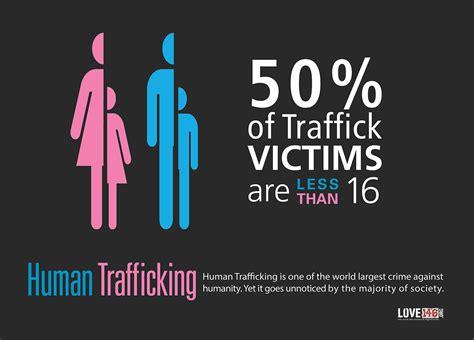 50%
of Traffick
VICTIMS
are LESS THAN 16
Human Trafficking
Human Trafficking is one of the world largest crime against
humanity. Yet it goes unnoticed by the majority of society.
LOVE146